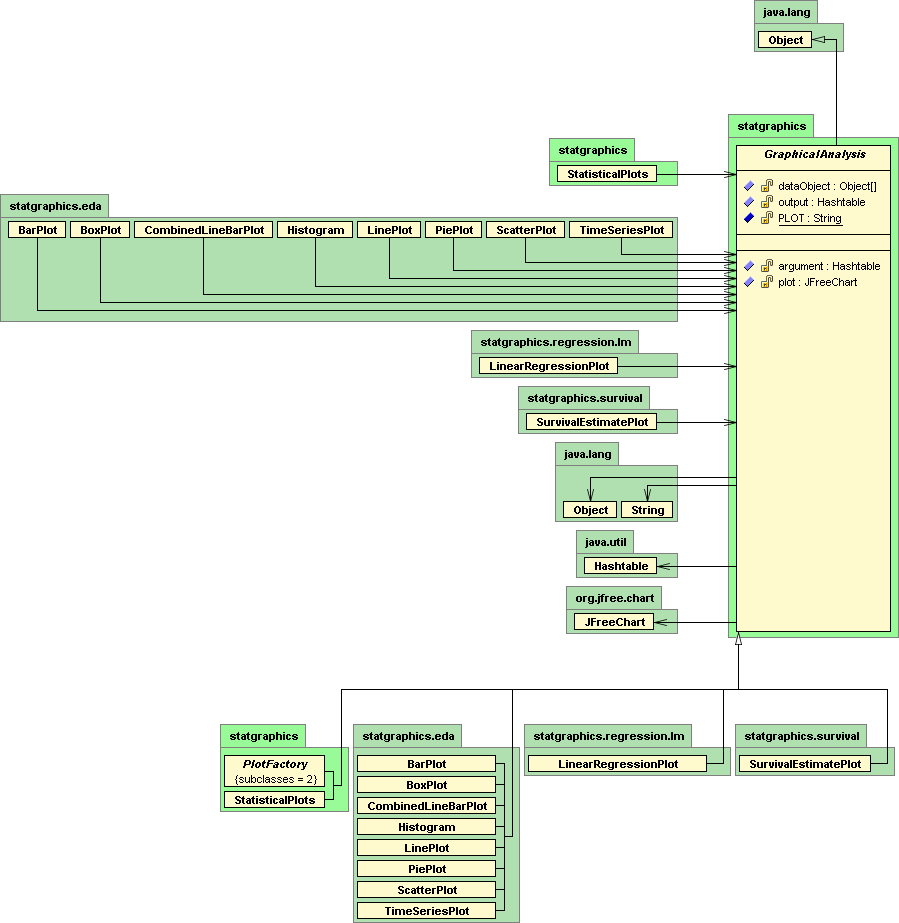 java.lang
Object
statgraphics
GraphicalAnalysis
dataObject : Object[]
output : Hashtable
PLOT : String
argument : Hashtable
plot : JFreeChart
statgraphics
StatisticalPlots
statgraphics.eda
BarPlot BoxPlot CombinedLineBarPlot Histogram LinePlot PiePlot ScatterPlot TimeSeriesPlot
statgraphics.regression.lm
LinearRegressionPlot
statgraphics.survival
SurvivalEstimatePlot
java.lang
Object String
java.util
Hashtable
org.jfree.chart
JFreeChart
statgraphics
PlotFactory
{subclasses = 2}
StatisticalPlots
statgraphics.eda
BarPlot
BoxPlot
CombinedLineBarPlot
Histogram
LinePlot
PiePlot
ScatterPlot
TimeSeriesPlot
statgraphics.regression.lm
LinearRegressionPlot
statgraphics.survival
SurvivalEstimatePlot